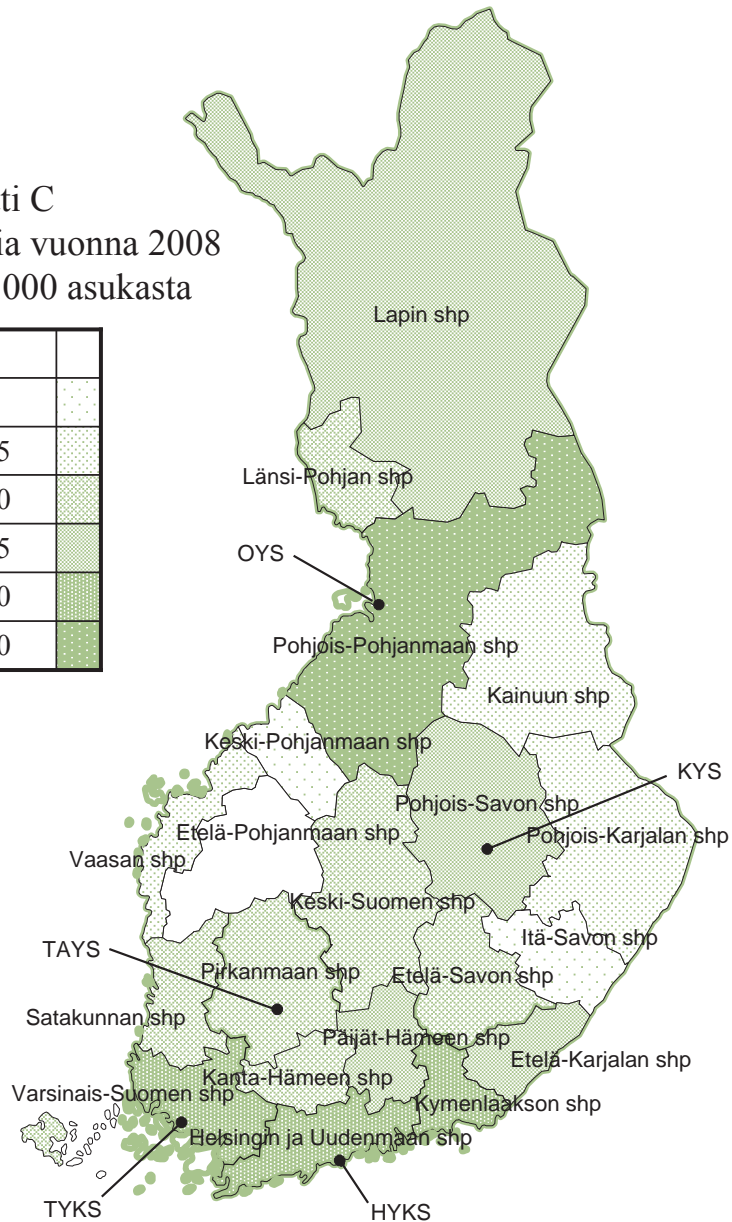 ti C
ia vuonna 2008
000 asukasta
5
0
5
0
0
Lapin shp
Länsi-Pohjan shp
OYS
Pohjois-Pohjanmaan shp
Kainuun shp
Keski-Pohjanmaan shp
KYS
Pohjois-Savon shp
Etelä-Pohjanmaan shp
Pohjois-Karjalan shp
Vaasan shp
Keski-Suomen shp
Itä-Savon shp
TAYS
Pirkanmaan shp
Etelä-Savon shp
Satakunnan shp
Päijät-Hämeen shp
Etelä-Karjalan shp
Kanta-Hämeen shp
Varsinais-Suomen shp
Kymenlaakson shp
Helsingin ja Uudenmaan shp
TYKS
HYKS